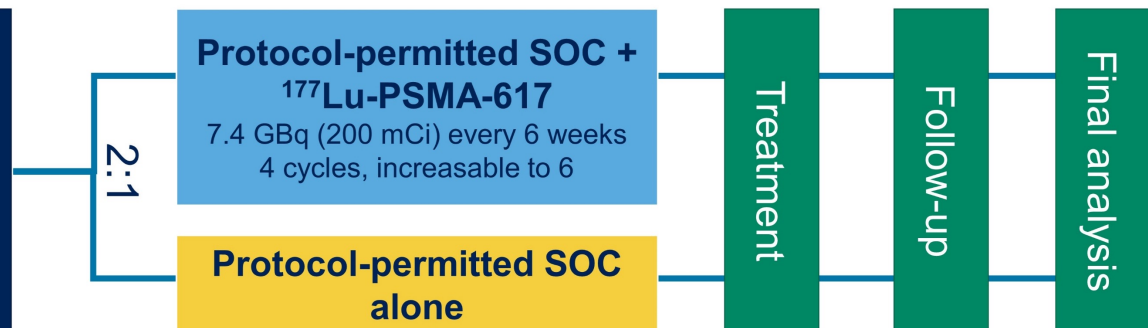 2:1
Protocol-permitted SOC +
¹⁷⁷Lu-PSMA-617
7.4 GBq (200 mCi) every 6 weeks
4 cycles, increasable to 6
Protocol-permitted SOC
alone
Treatment
Follow-up
Final analysis